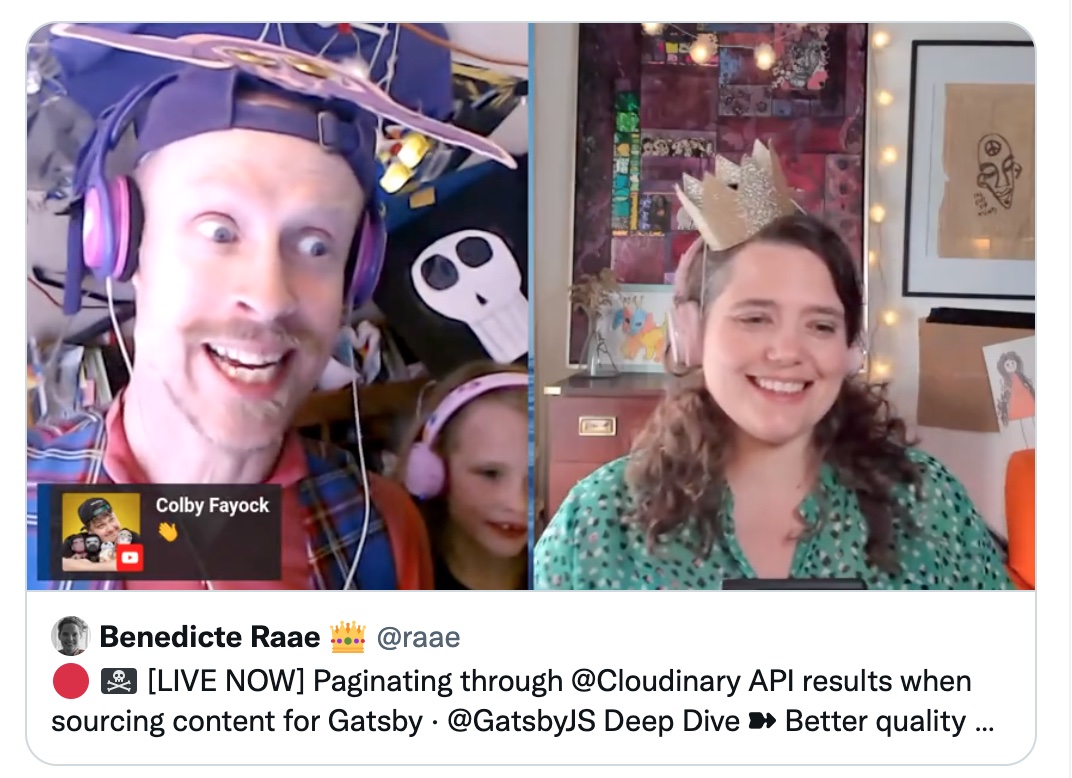 Colby Fayock
👋
Benedicte Raae 👑 @raae
🔴 🏴‍☠️ [LIVE NOW] Paginating through @Cloudinary API results when
sourcing content for Gatsby · @GatsbyJS Deep Dive ➽ Better quality ...